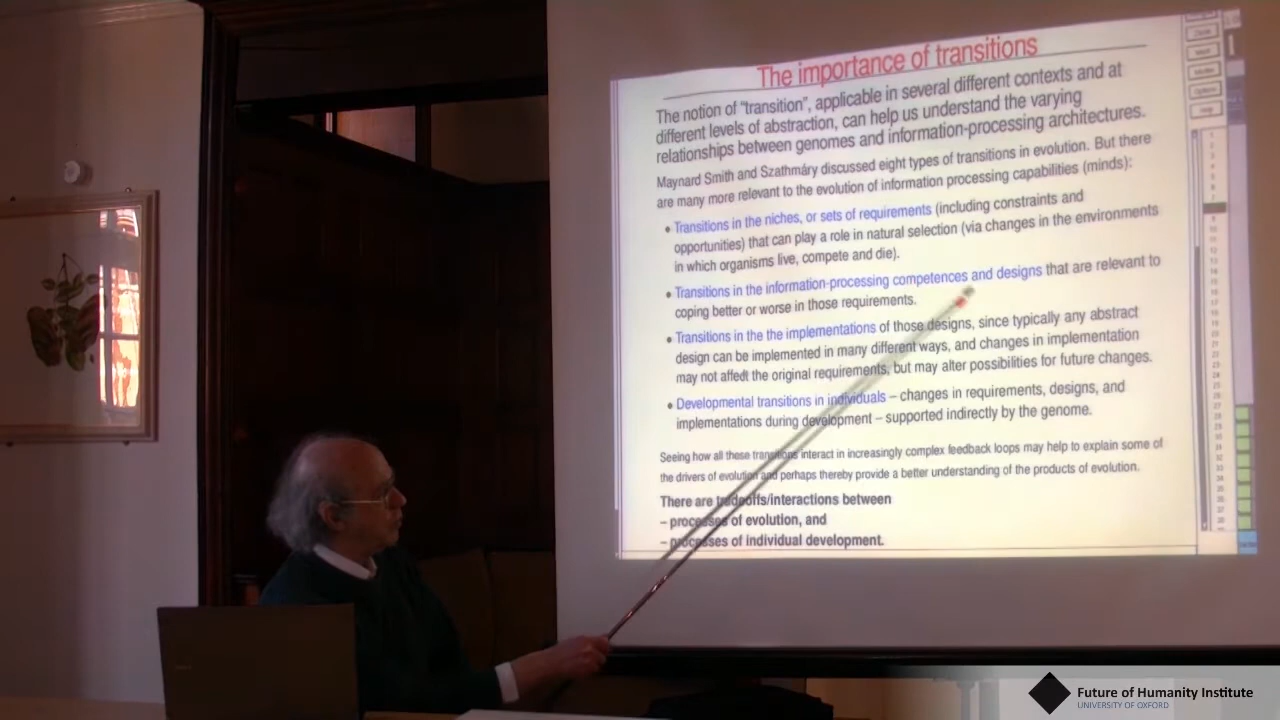 The importance of transitions
The notion of "transition", applicable in several different contexts and at
different levels of abstraction, can help us understand the varying
relationships between genomes and information-processing architectures.
Maynard Smith and Szathmáry discussed eight types of transitions in evolution. But there
are many more relevant to the evolution of information processing capabilities (minds):
• Transitions in the niches, or sets of requirements (including constraints and
opportunities) that can play a role in natural selection (via changes in the environments
in which organisms live, compete and die).
• Transitions in the information-processing competences and designs that are relevant to
coping better or worse in those requirements.
• Transitions in the the implementations of those designs, since typically any abstract
design can be implemented in many different ways, and changes in implementation
may not affect the original requirements, but may alter possibilities for future changes.
• Developmental transitions in individuals – changes in requirements, designs, and
implementations during development – supported indirectly by the genome.
Seeing how all these transitions interact in increasingly complex feedback loops may help to explain some of
the drivers of evolution and perhaps thereby provide a better understanding of the products of evolution.
There are tradeoffs/interactions between
– processes of evolution, and
– processes of individual development.
Future of Humanity Institute
UNIVERSITY OF OXFORD